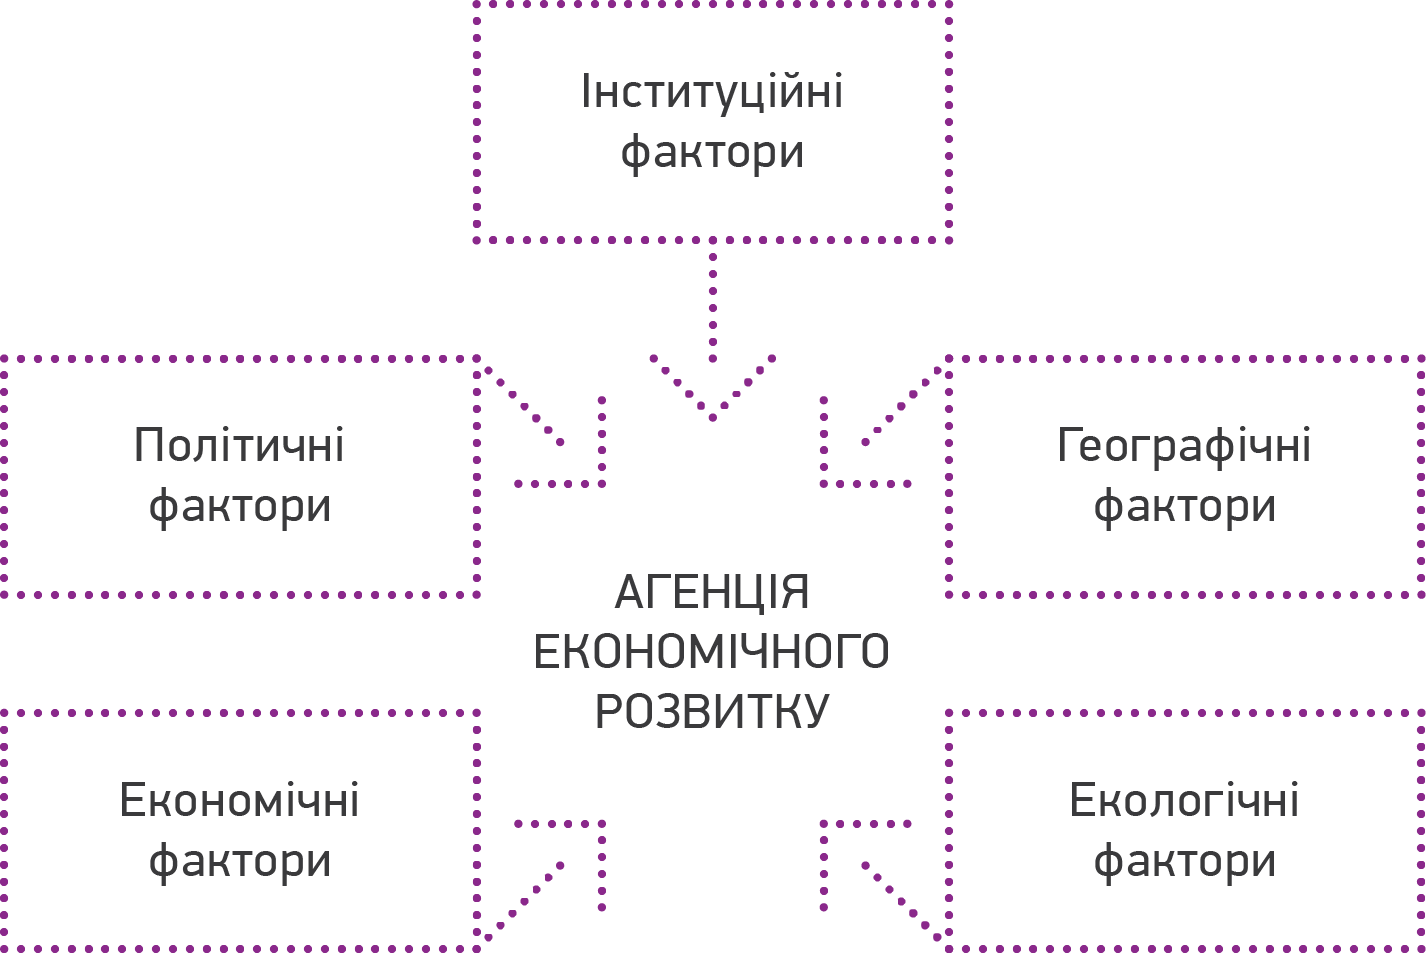 Інституційні
фактори
Політичні
фактори
Географічні
фактори
АГЕНЦІЯ
ЕКОНОМІЧНОГО
РОЗВИТКУ
Економічні
фактори
Екологічні
фактори